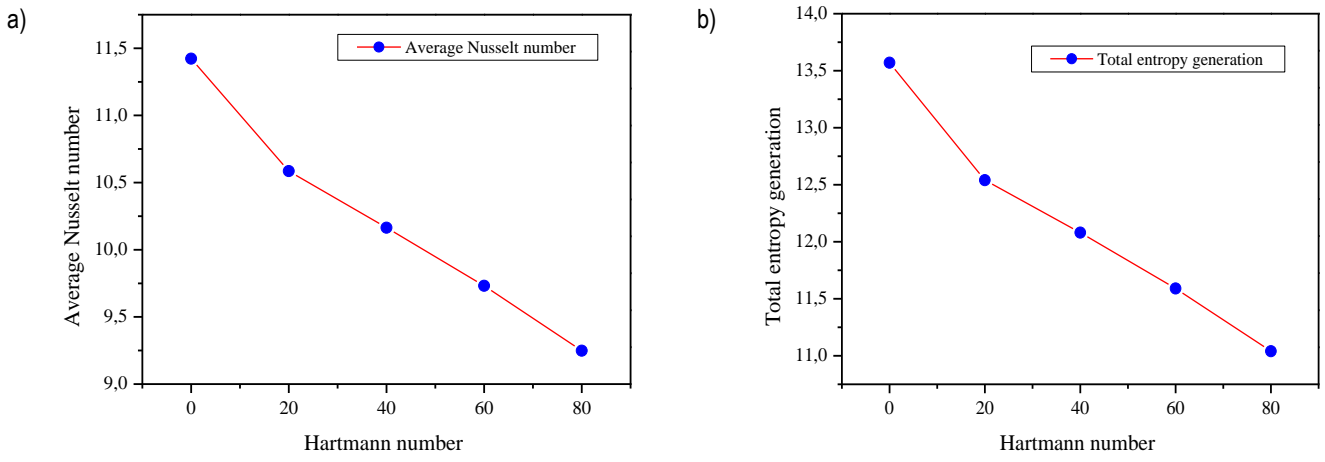 a)
Average Nusselt number
11,5
11,0
10,5
10,0
9,5
9,0
Average Nusselt number
0 20 40 60 80
Hartmann number
b)
Total entropy generation
14,0
13,5
13,0
12,5
12,0
11,5
11,0
Total entropy generation
0 20 40 60 80
Hartmann number